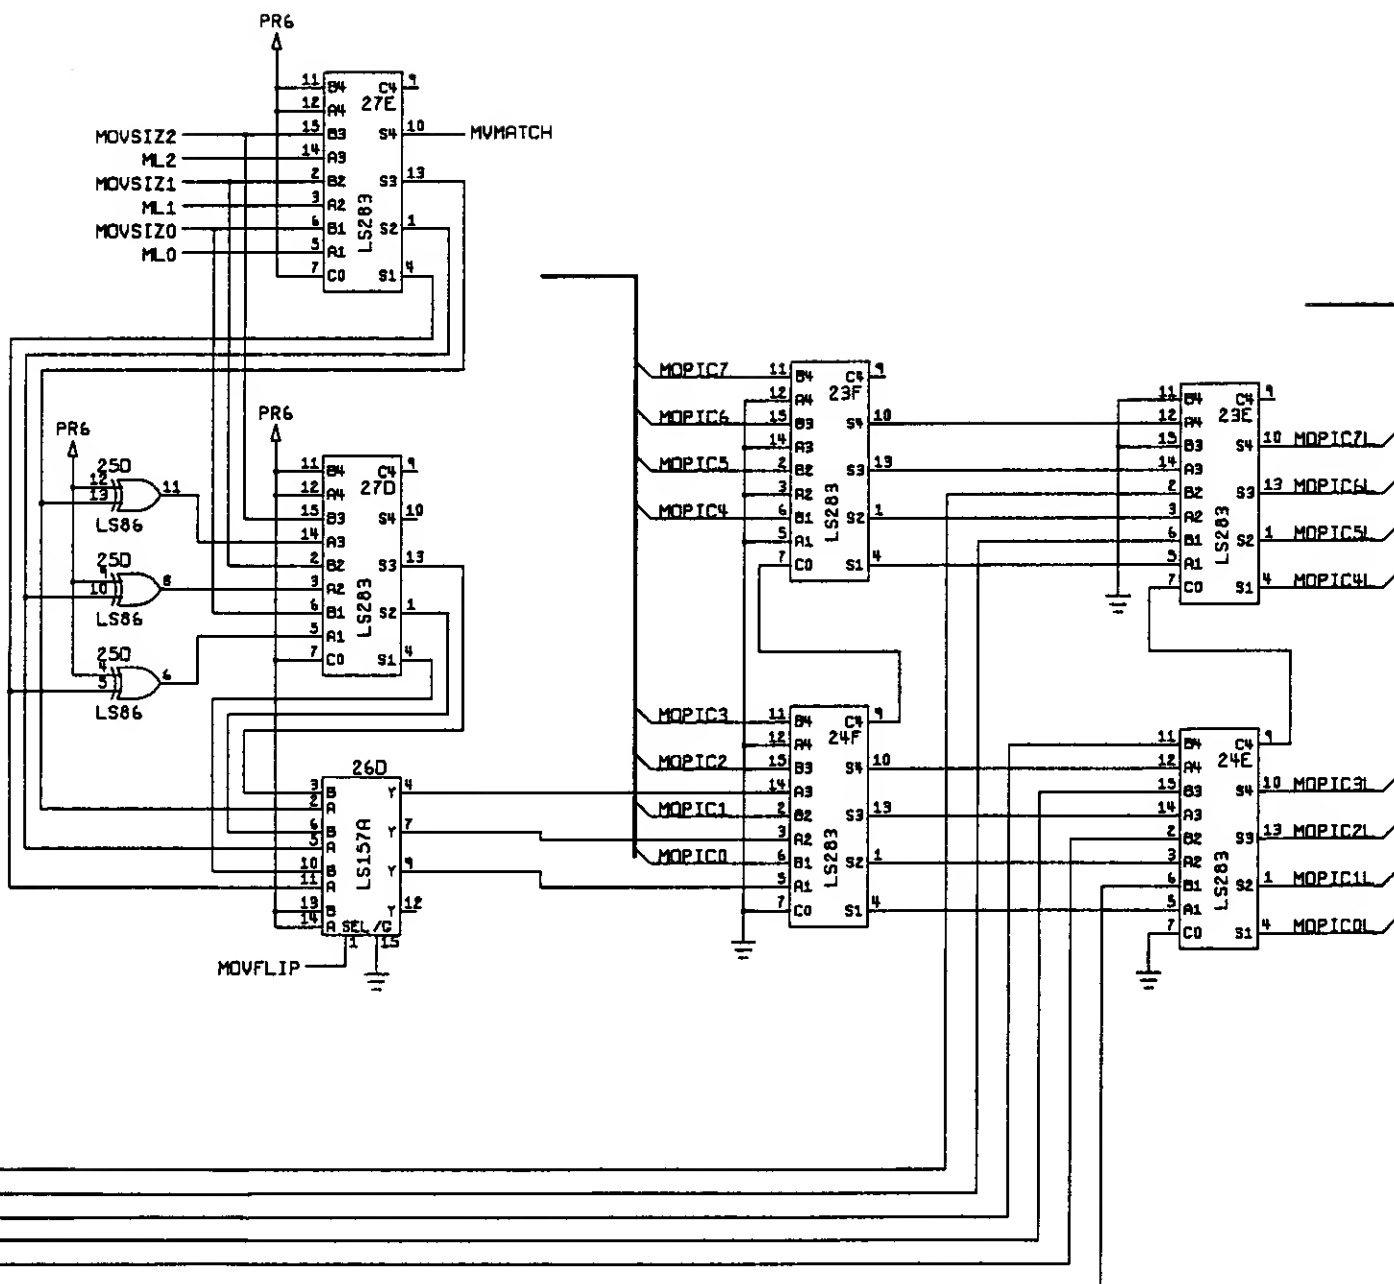 PR6
11 B4 C4 9
27E
12 A4
MOVSIZ2 15 B3 S4 10 MVMATCH
ML2 14 A3
MOVSIZ1 2 B2 S3 13
ML1 3 A2
MOVSIZ0 6 B1 S2 1
ML0 5 A1
7 C0 S1 4
LS283
PR6
25D
12
13
11
LS86
25D
9
10
8
LS86
25D
4
5
6
LS86
PR6
11 B4 C4 9
27D
12 A4
15 B3 S4 10
14 A3
2 B2 S3 13
3 A2
6 B1 S2 1
5 A1
7 C0 S1 4
LS283
26D
3 B Y 4
2 A
6 B Y 7
5 A
10 B Y 9
11 A
13 B Y 12
14 A SEL /G
LS157A
1 15
MOVFLIP
MOPIC7 11 B4 C4 9
23F
12 A4
MOPIC6 15 B3 S4 10
14 A3
MOPIC5 2 B2 S3 13
3 A2
MOPIC4 6 B1 S2 1
5 A1
7 C0 S1 4
LS283
MOPIC3 11 B4 C4 9
24F
12 A4
MOPIC2 15 B3 S4 10
14 A3
MOPIC1 2 B2 S3 13
3 A2
MOPIC0 6 B1 S2 1
5 A1
7 C0 S1 4
LS283
11 B4 C4 9
23E
12 A4
15 B3 S4 10 MOPIC7L
14 A3
2 B2 S3 13 MOPIC6L
3 A2
6 B1 S2 1 MOPIC5L
5 A1
7 C0 S1 4 MOPIC4L
LS283
11 B4 C4 9
24E
12 A4
15 B3 S4 10 MOPIC3L
14 A3
2 B2 S3 13 MOPIC2L
3 A2
6 B1 S2 1 MOPIC1L
5 A1
7 C0 S1 4 MOPIC0L
LS283